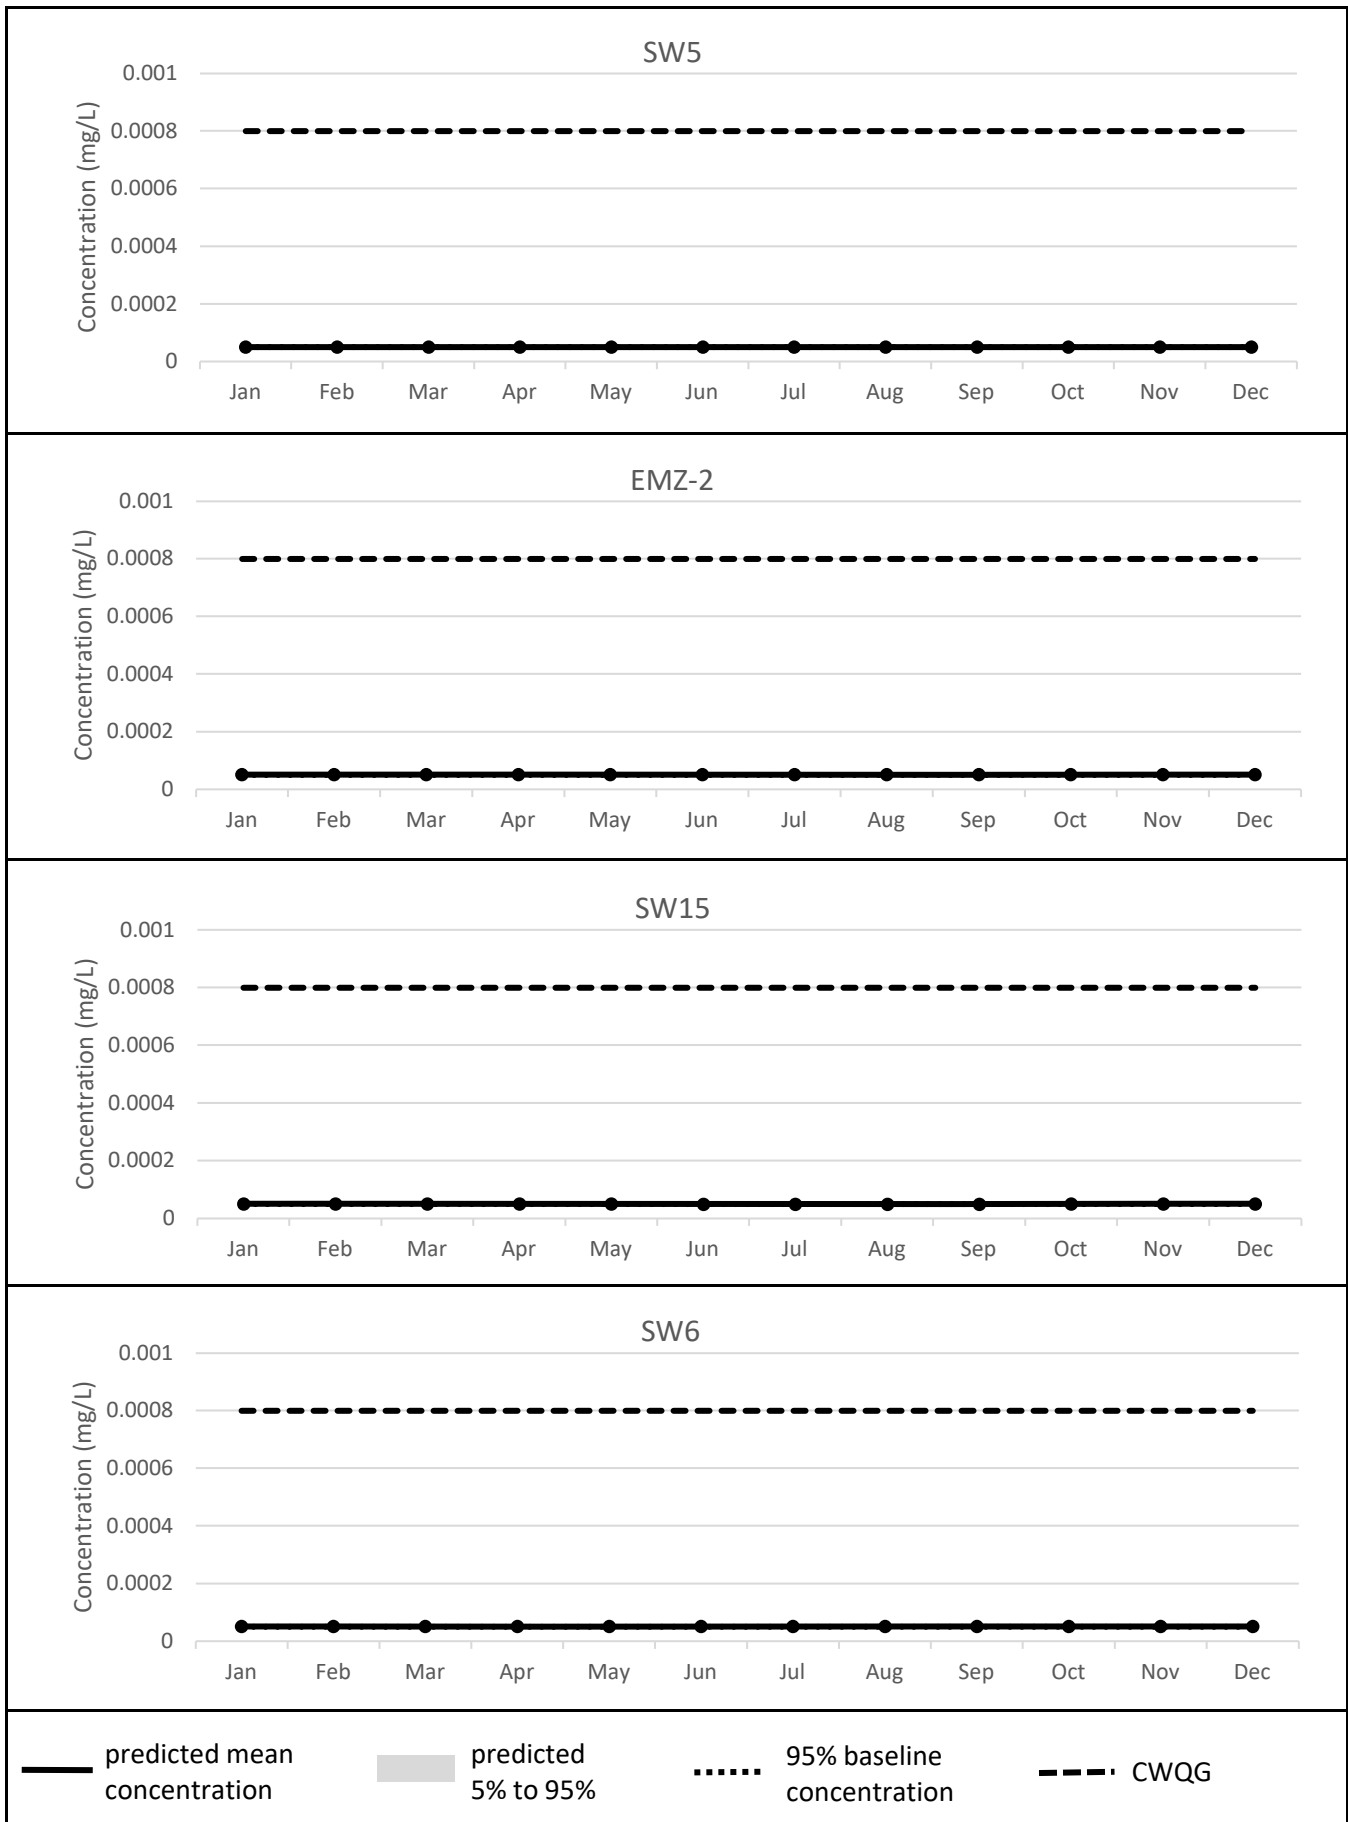 SW5
0.001
0.0008
0.0006
0.0004
0.0002
0
Concentration (mg/L)
Jan Feb Mar Apr May Jun Jul Aug Sep Oct Nov Dec
EMZ-2
0.001
0.0008
0.0006
0.0004
0.0002
0
Concentration (mg/L)
Jan Feb Mar Apr May Jun Jul Aug Sep Oct Nov Dec
SW15
0.001
0.0008
0.0006
0.0004
0.0002
0
Concentration (mg/L)
Jan Feb Mar Apr May Jun Jul Aug Sep Oct Nov Dec
SW6
0.001
0.0008
0.0006
0.0004
0.0002
0
Concentration (mg/L)
Jan Feb Mar Apr May Jun Jul Aug Sep Oct Nov Dec
predicted mean
concentration
predicted
5% to 95%
95% baseline
concentration
CWQG